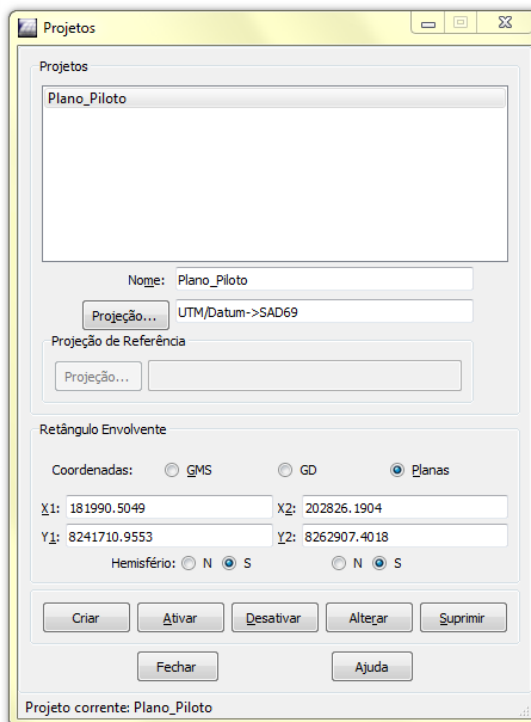 Projetos
Projetos
Plano_Piloto
Nome: Plano_Piloto
Projeção... UTM/Datum->SAD69
Projeção de Referência
Projeção...
Retângulo Envolvente
Coordenadas: GMS GD Planas
X1: 181990.5049 X2: 202826.1904
Y1: 8241710.9553 Y2: 8262907.4018
Hemisfério: N S N S
Criar Ativar Desativar Alterar Suprimir
Fechar Ajuda
Projeto corrente: Plano_Piloto